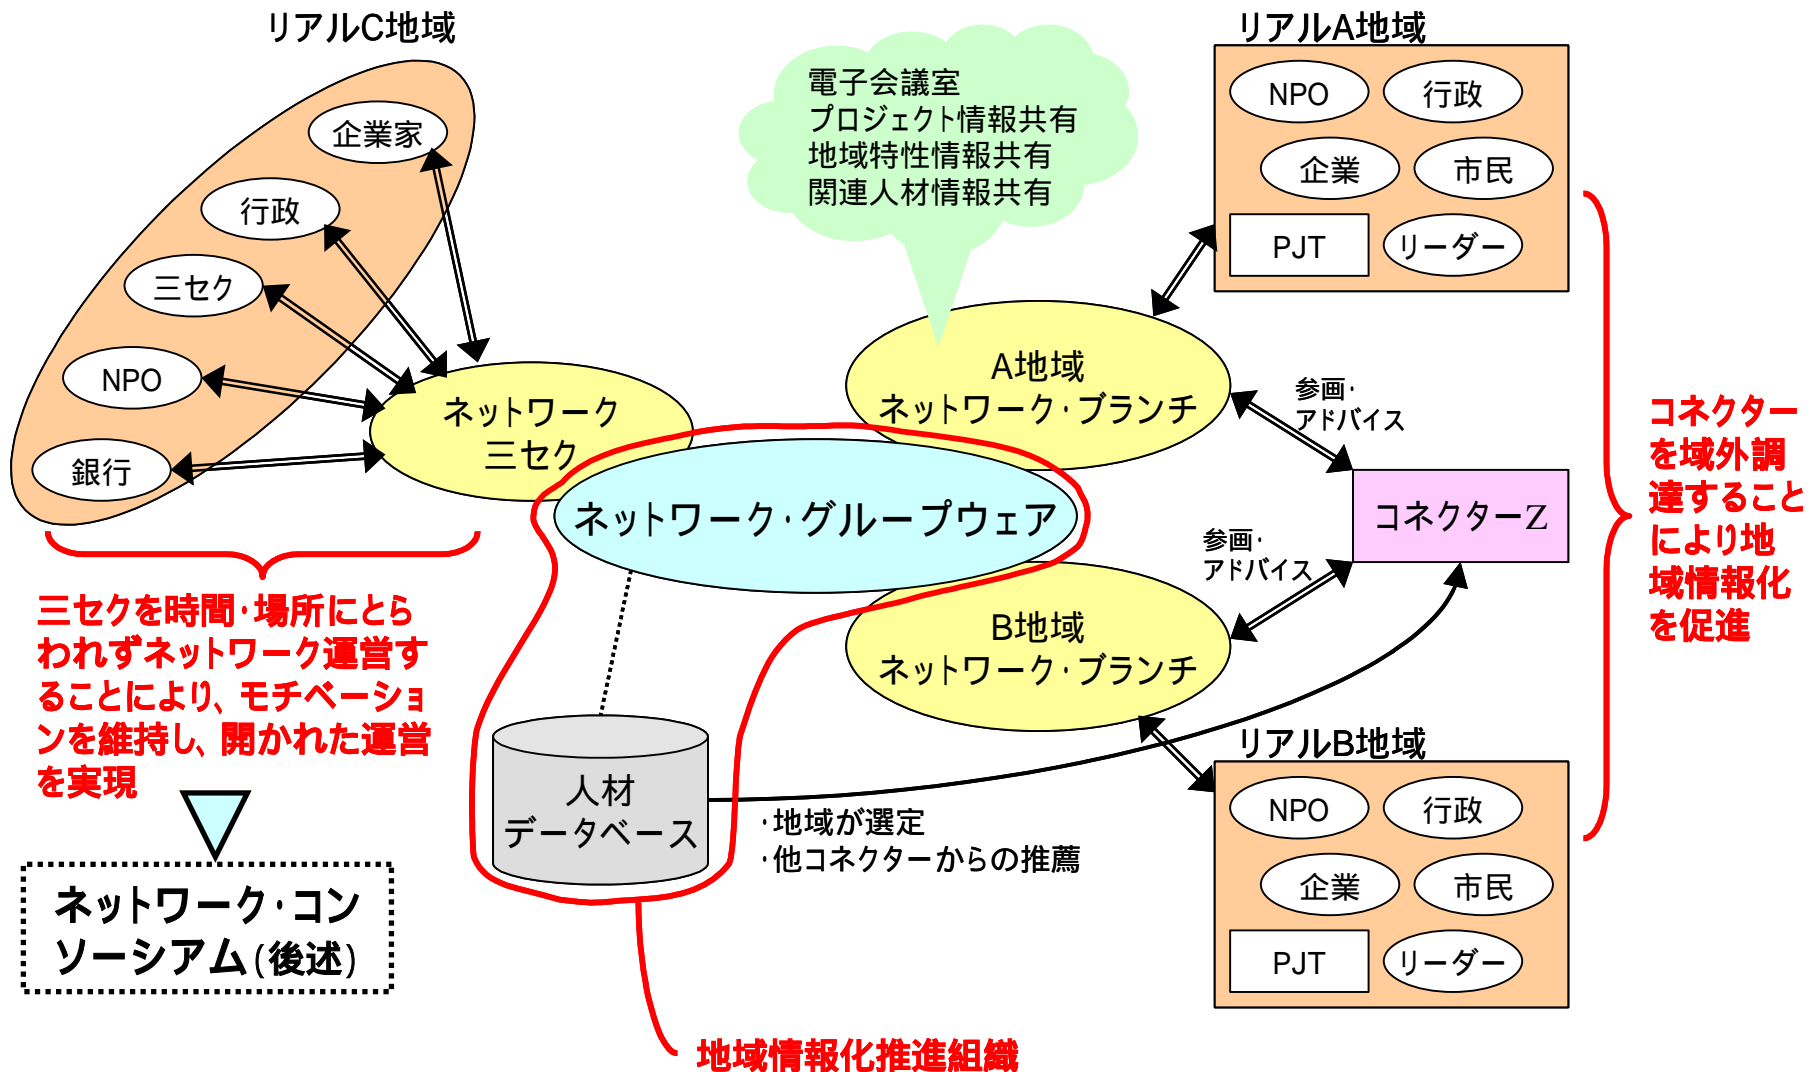 リアルC地域
企業家
行政
三セク
NPO
銀行
電子会議室
プロジェクト情報共有
地域特性情報共有
関連人材情報共有
リアルA地域
NPO
行政
企業
市民
PJT
リーダー
A地域
ネットワーク・ブランチ
参画・
アドバイス
ネットワーク
三セク
ネットワーク・グループウェア
コネクターZ
参画・
アドバイス
B地域
ネットワーク・ブランチ
コネクター
を域外調
達すること
により地
域情報化
を促進
三セクを時間・場所にとら
われずネットワーク運営す
ることにより、モチベーショ
ンを維持し、開かれた運営
を実現
人材
データベース
・地域が選定
・他コネクターからの推薦
リアルB地域
NPO
行政
企業
市民
PJT
リーダー
ネットワーク・コン
ソーシアム(後述)
地域情報化推進組織